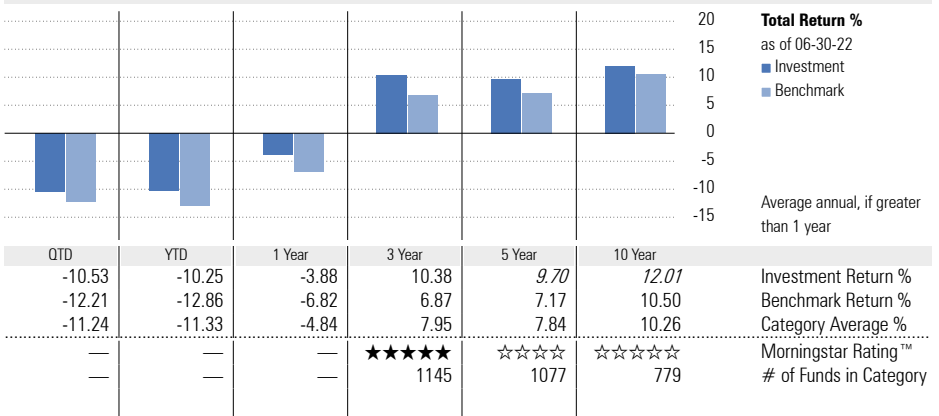 20
15
10
5
0
-5
-10
-15
Total Return %
as of 06-30-22
■ Investment
■ Benchmark
Average annual, if greater
than 1 year
QTD YTD 1 Year 3 Year 5 Year 10 Year
-10.53 -10.25 -3.88 10.38 9.70 12.01 Investment Return %
-12.21 -12.86 -6.82 6.87 7.17 10.50 Benchmark Return %
-11.24 -11.33 -4.84 7.95 7.84 10.26 Category Average %
— — — ★★★★★ ☆☆☆☆ ☆☆☆☆☆ Morningstar Rating™
— — — 1145 1077 779 # of Funds in Category